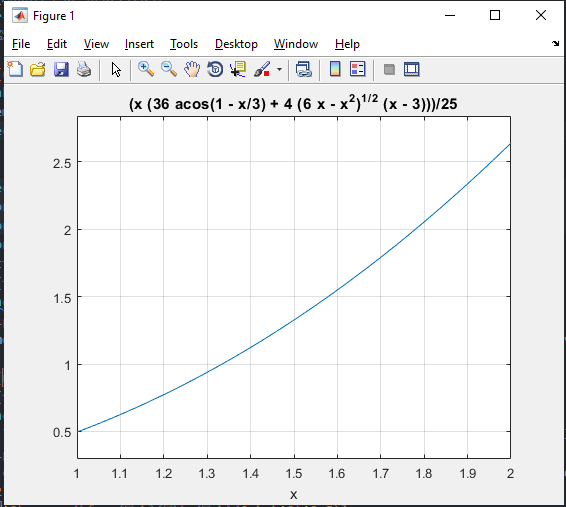 Figure 1
File Edit View Insert Tools Desktop Window Help
(x (36 acos(1 - x/3) + 4 (6 x - x²)^1/2 (x - 3)))/25
2.5
2
1.5
1
0.5
1 1.1 1.2 1.3 1.4 1.5 1.6 1.7 1.8 1.9 2
x